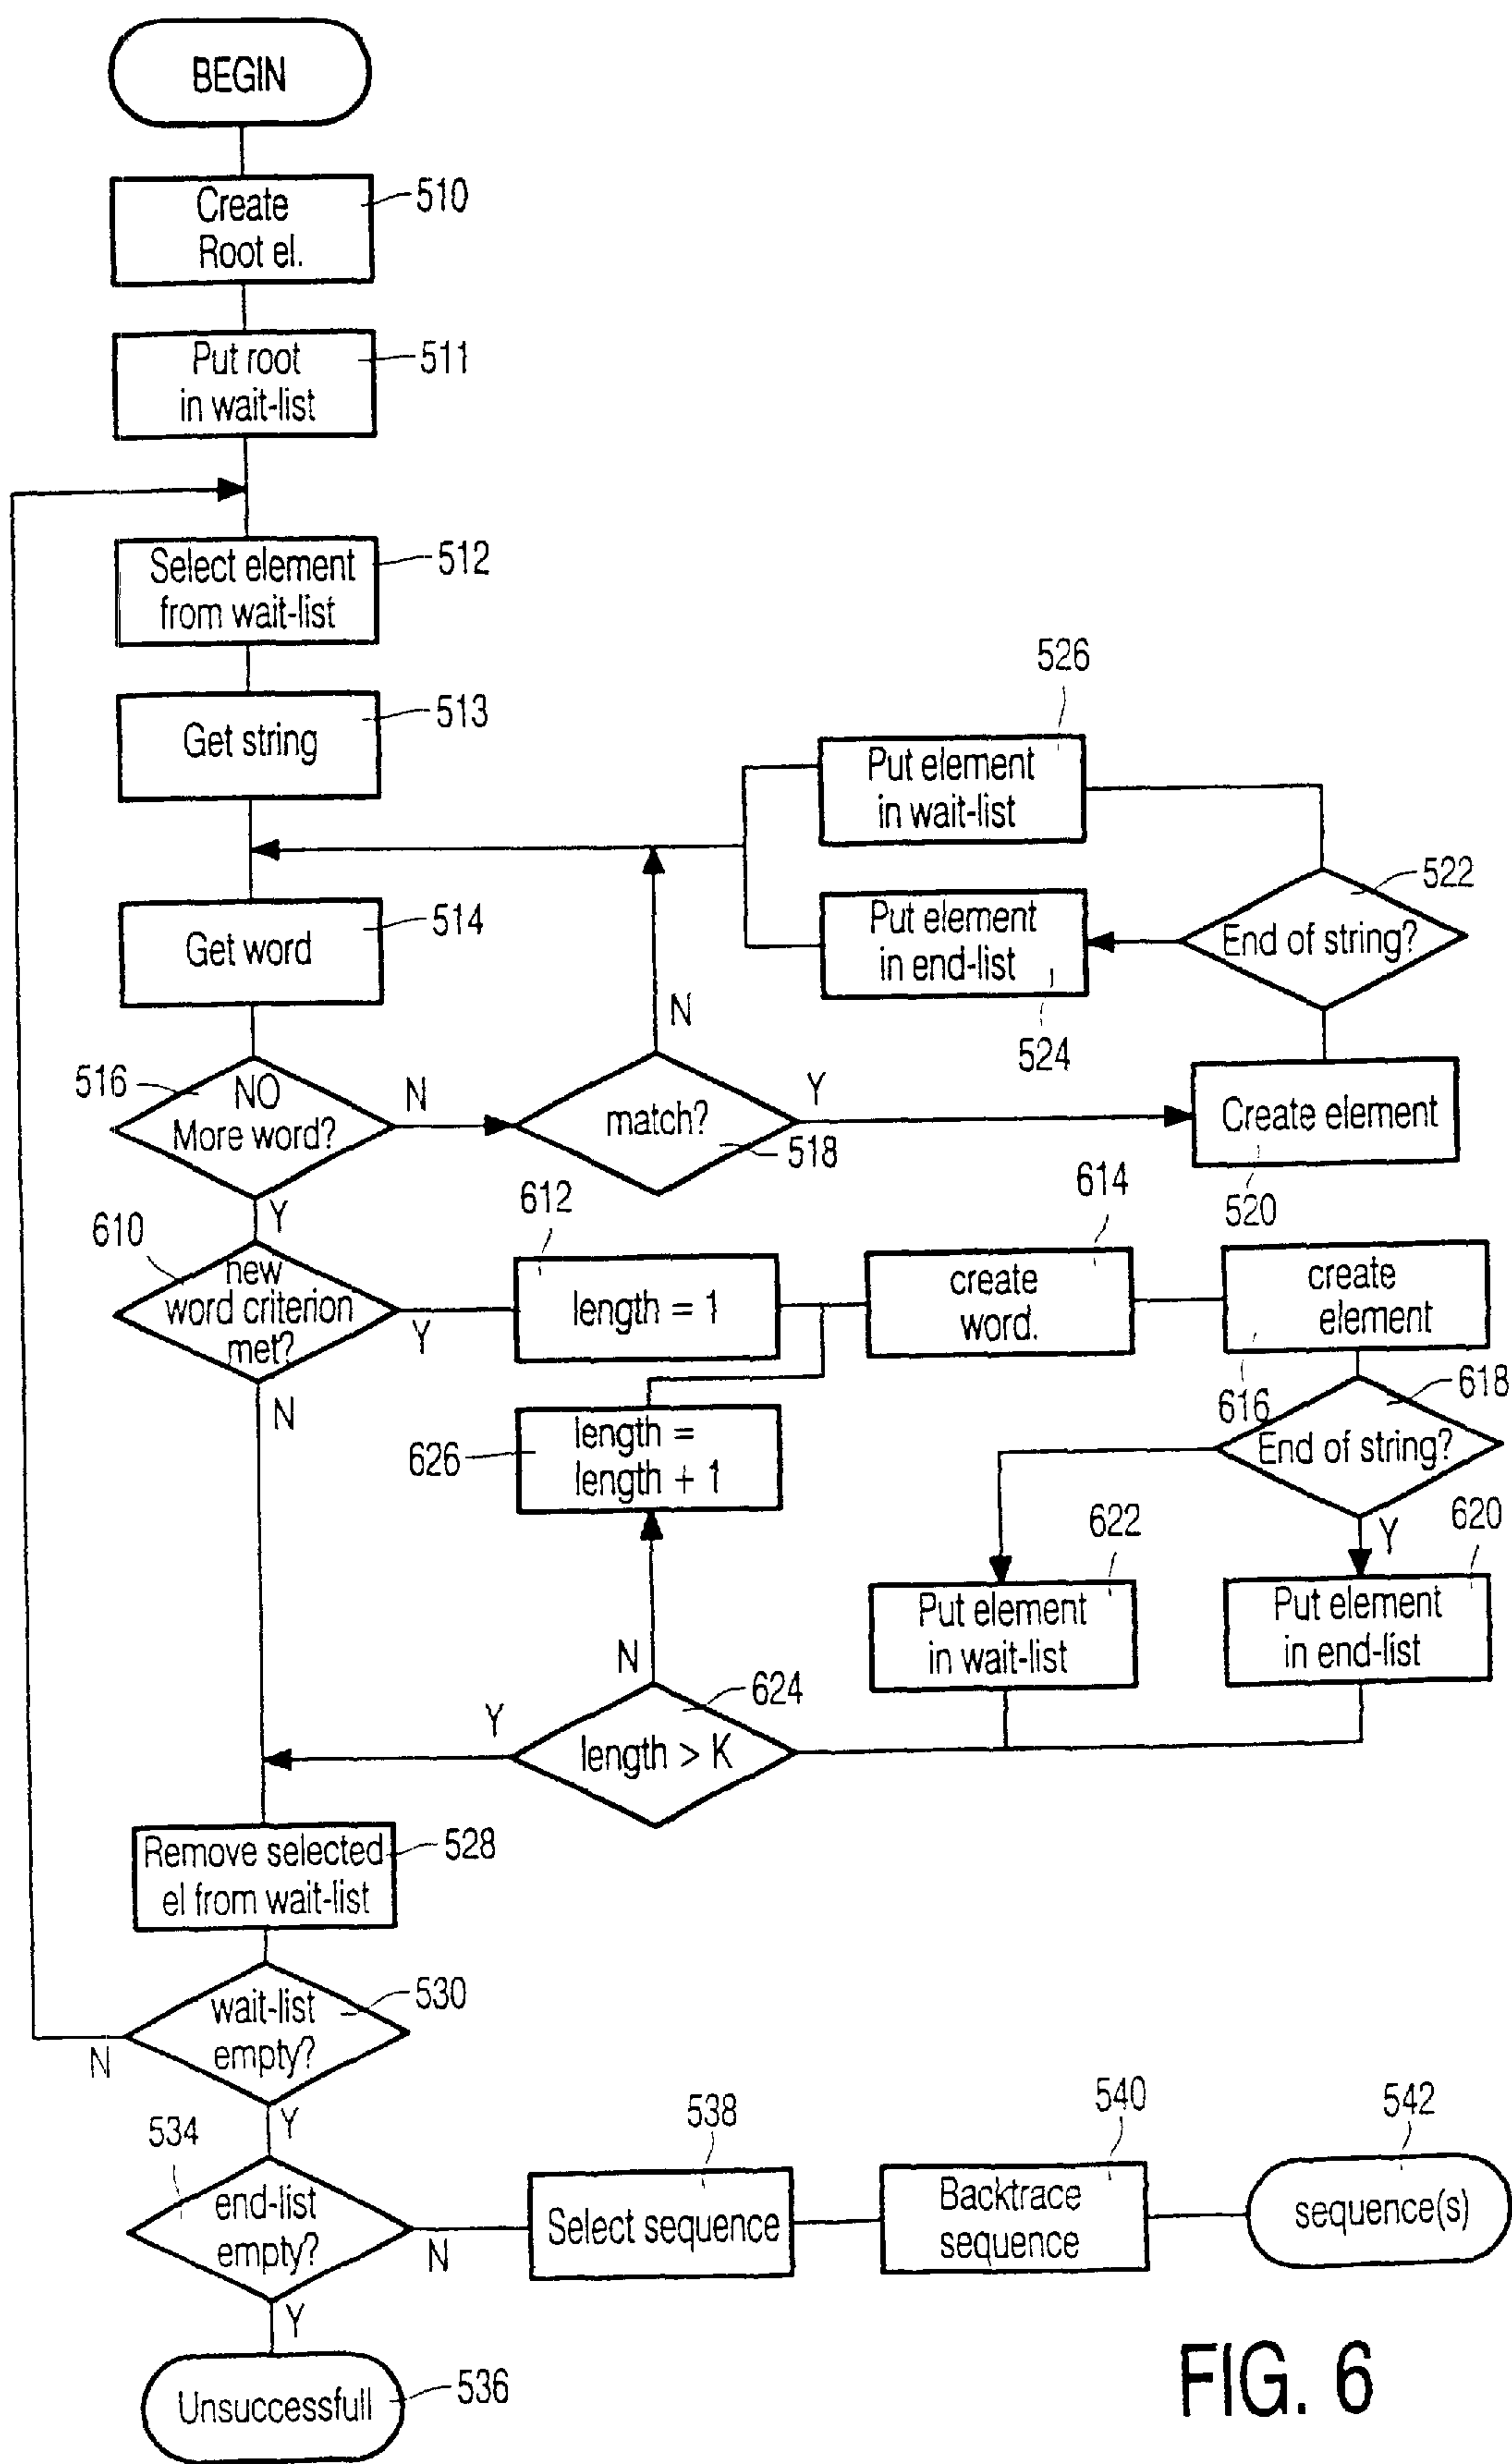 BEGIN
Create
Root el.
510
Put root
in wait-list
511
Select element
from wait-list
512
Get string
513
526
Put element
in wait-list
Get word
514
Put element
in end-list
524
End of string?
522
516
NO
More word?
N
Y
match?
518
N
Y
Create element
520
610
new
word criterion
met?
Y
N
612
length = 1
614
create
word.
create
element
616
618
End of string?
626
length =
length + 1
622
Put element
in wait-list
Y
620
Put element
in end-list
N
Y
624
length > K
Remove selected
el from wait-list
528
wait-list
empty?
530
N
Y
534
end-list
empty?
N
Y
538
Select sequence
540
Backtrace
sequence
542
sequence(s)
Unsuccessfull
536
FIG. 6